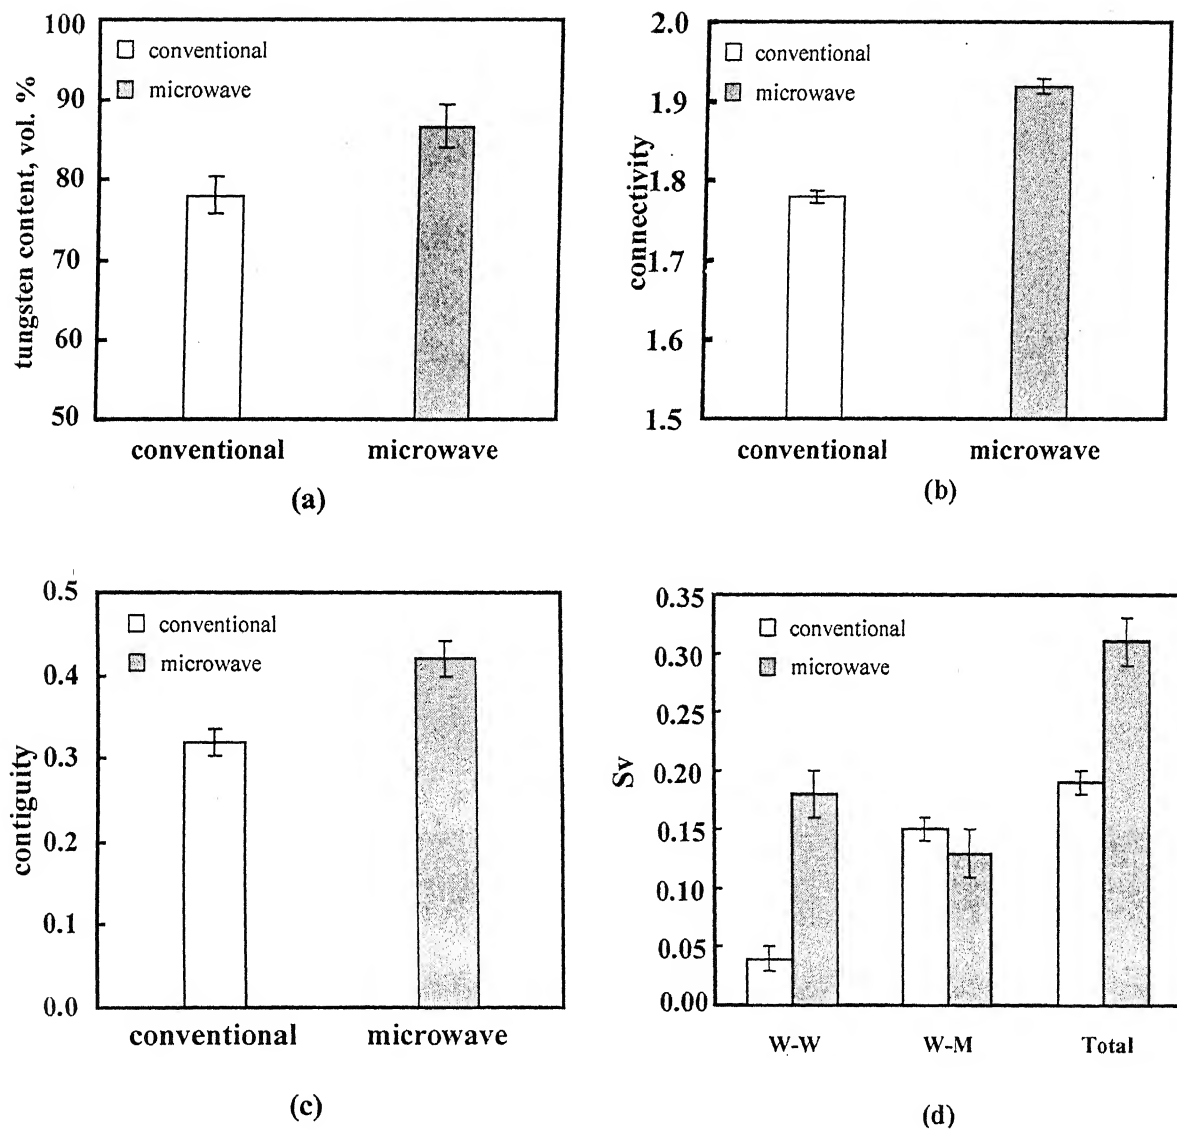 100
90
80
70
60
50
tungsten content, vol. %
conventional
microwave
conventional microwave
(a)
2.0
1.9
1.8
1.7
1.6
1.5
connectivity
conventional
microwave
conventional microwave
(b)
0.5
0.4
0.3
0.2
0.1
0.0
contiguity
conventional
microwave
conventional microwave
(c)
0.35
0.30
0.25
0.20
0.15
0.10
0.05
0.00
Sv
conventional
microwave
W-W W-M Total
(d)